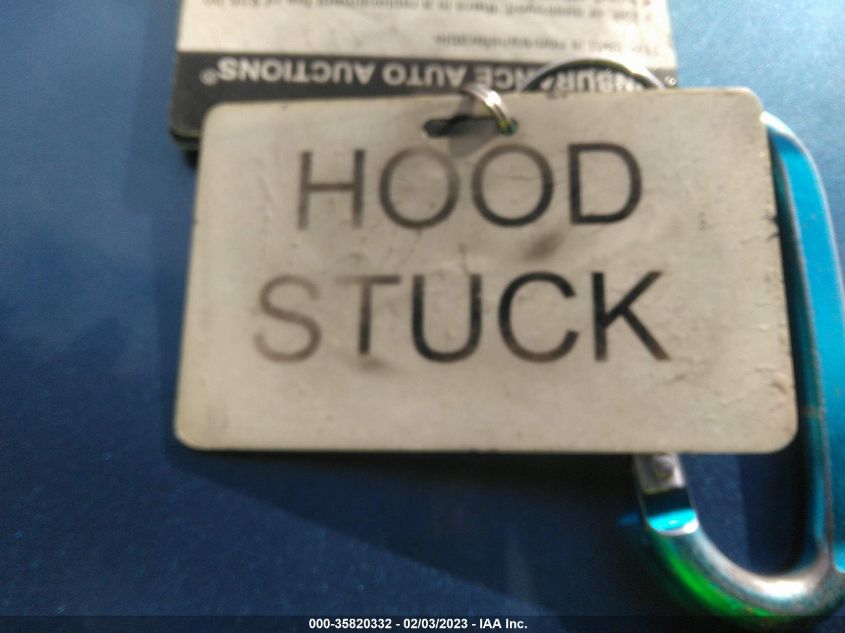 INSURANCE AUTO AUCTIONS®
HOOD
STUCK
000-35820332 - 02/03/2023 - IAA Inc.